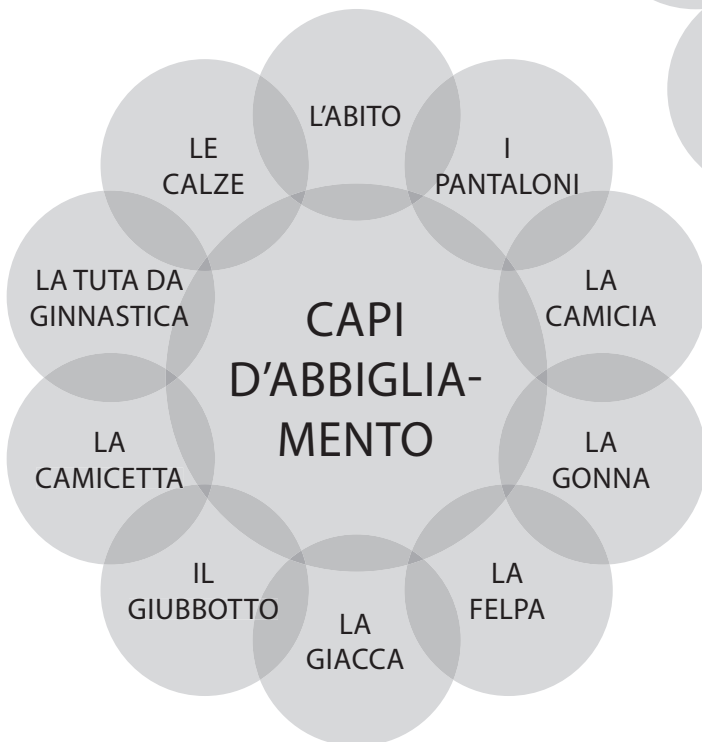 L'ABITO
I
PANTALONI
LA
CAMICIA
LA
GONNA
LA
FELPA
LA
GIACCA
IL
GIUBBOTTO
LA
CAMICETTA
LA TUTA DA
GINNASTICA
LE
CALZE
CAPI
D'ABBIGLIA-
MENTO